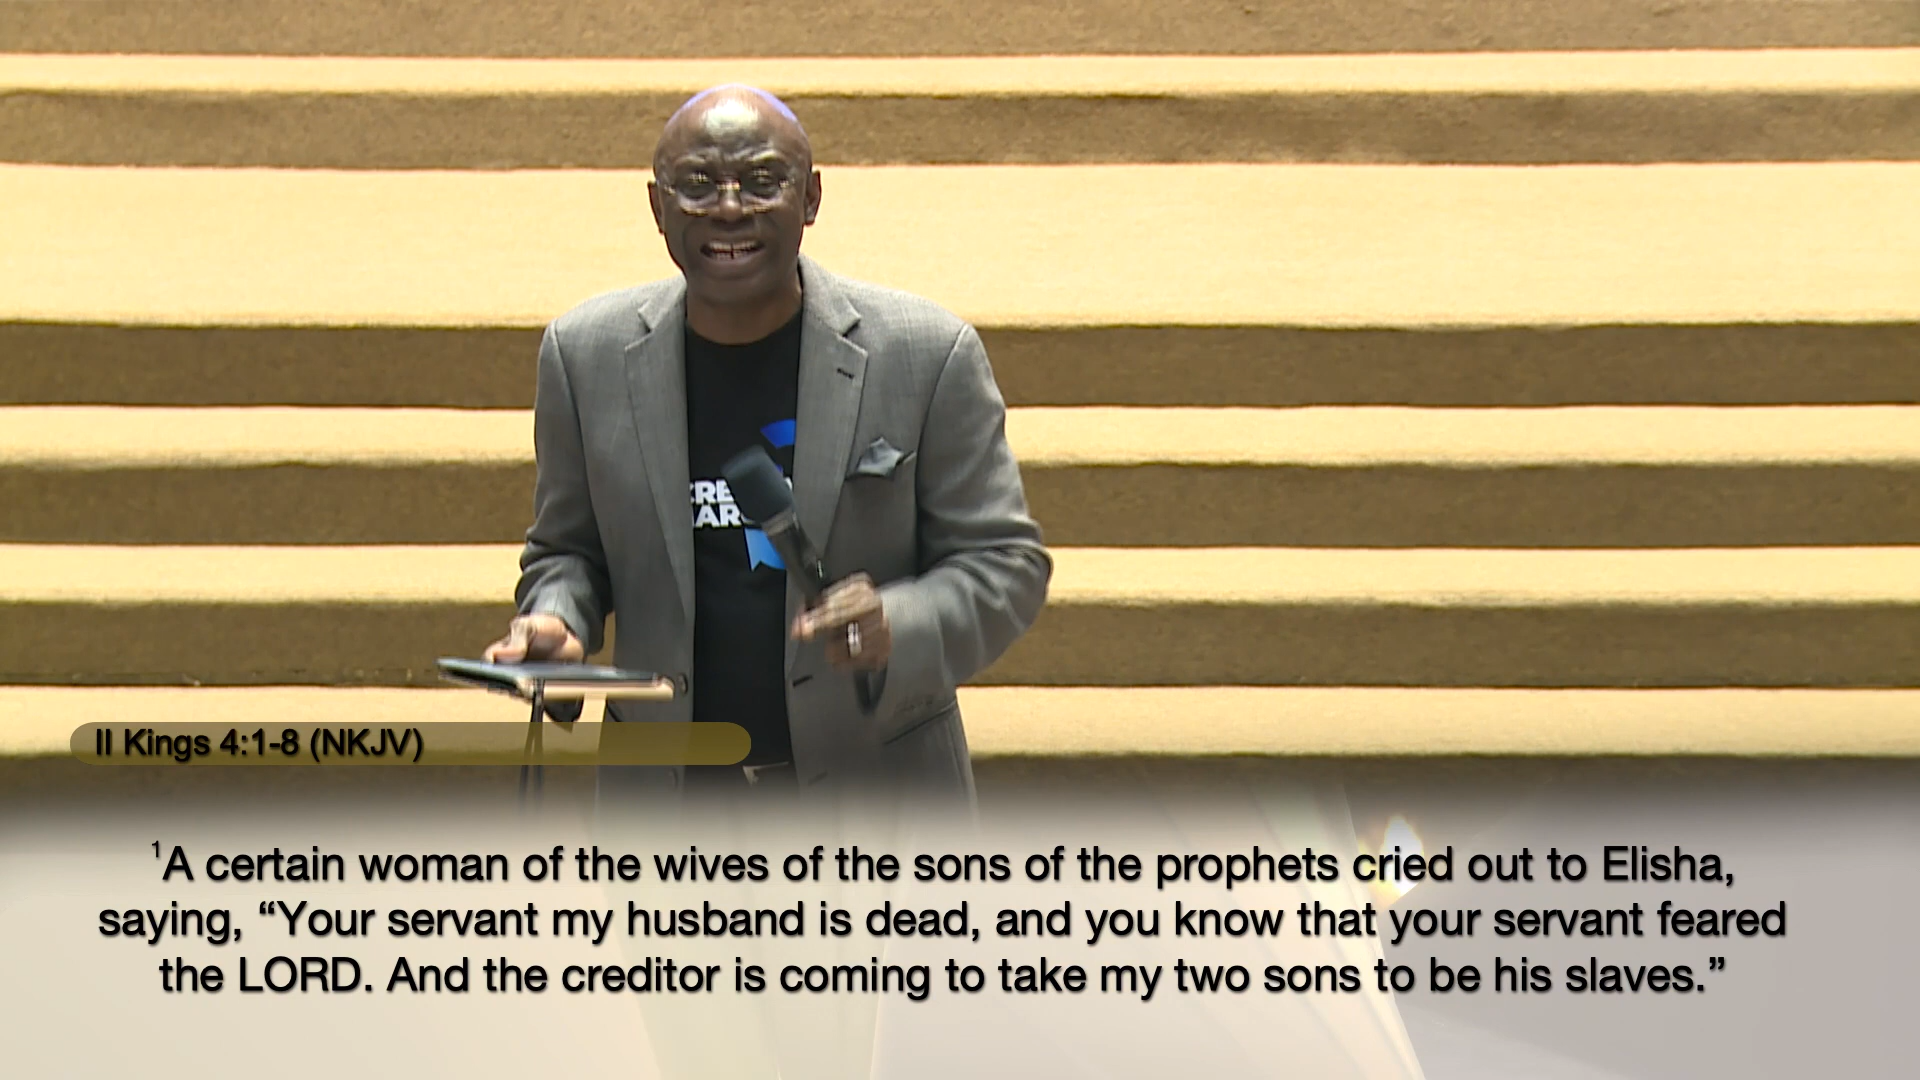 CRE
AR
II Kings 4:1-8 (NKJV)
¹A certain woman of the wives of the sons of the prophets cried out to Elisha,
saying, “Your servant my husband is dead, and you know that your servant feared
the LORD. And the creditor is coming to take my two sons to be his slaves.”